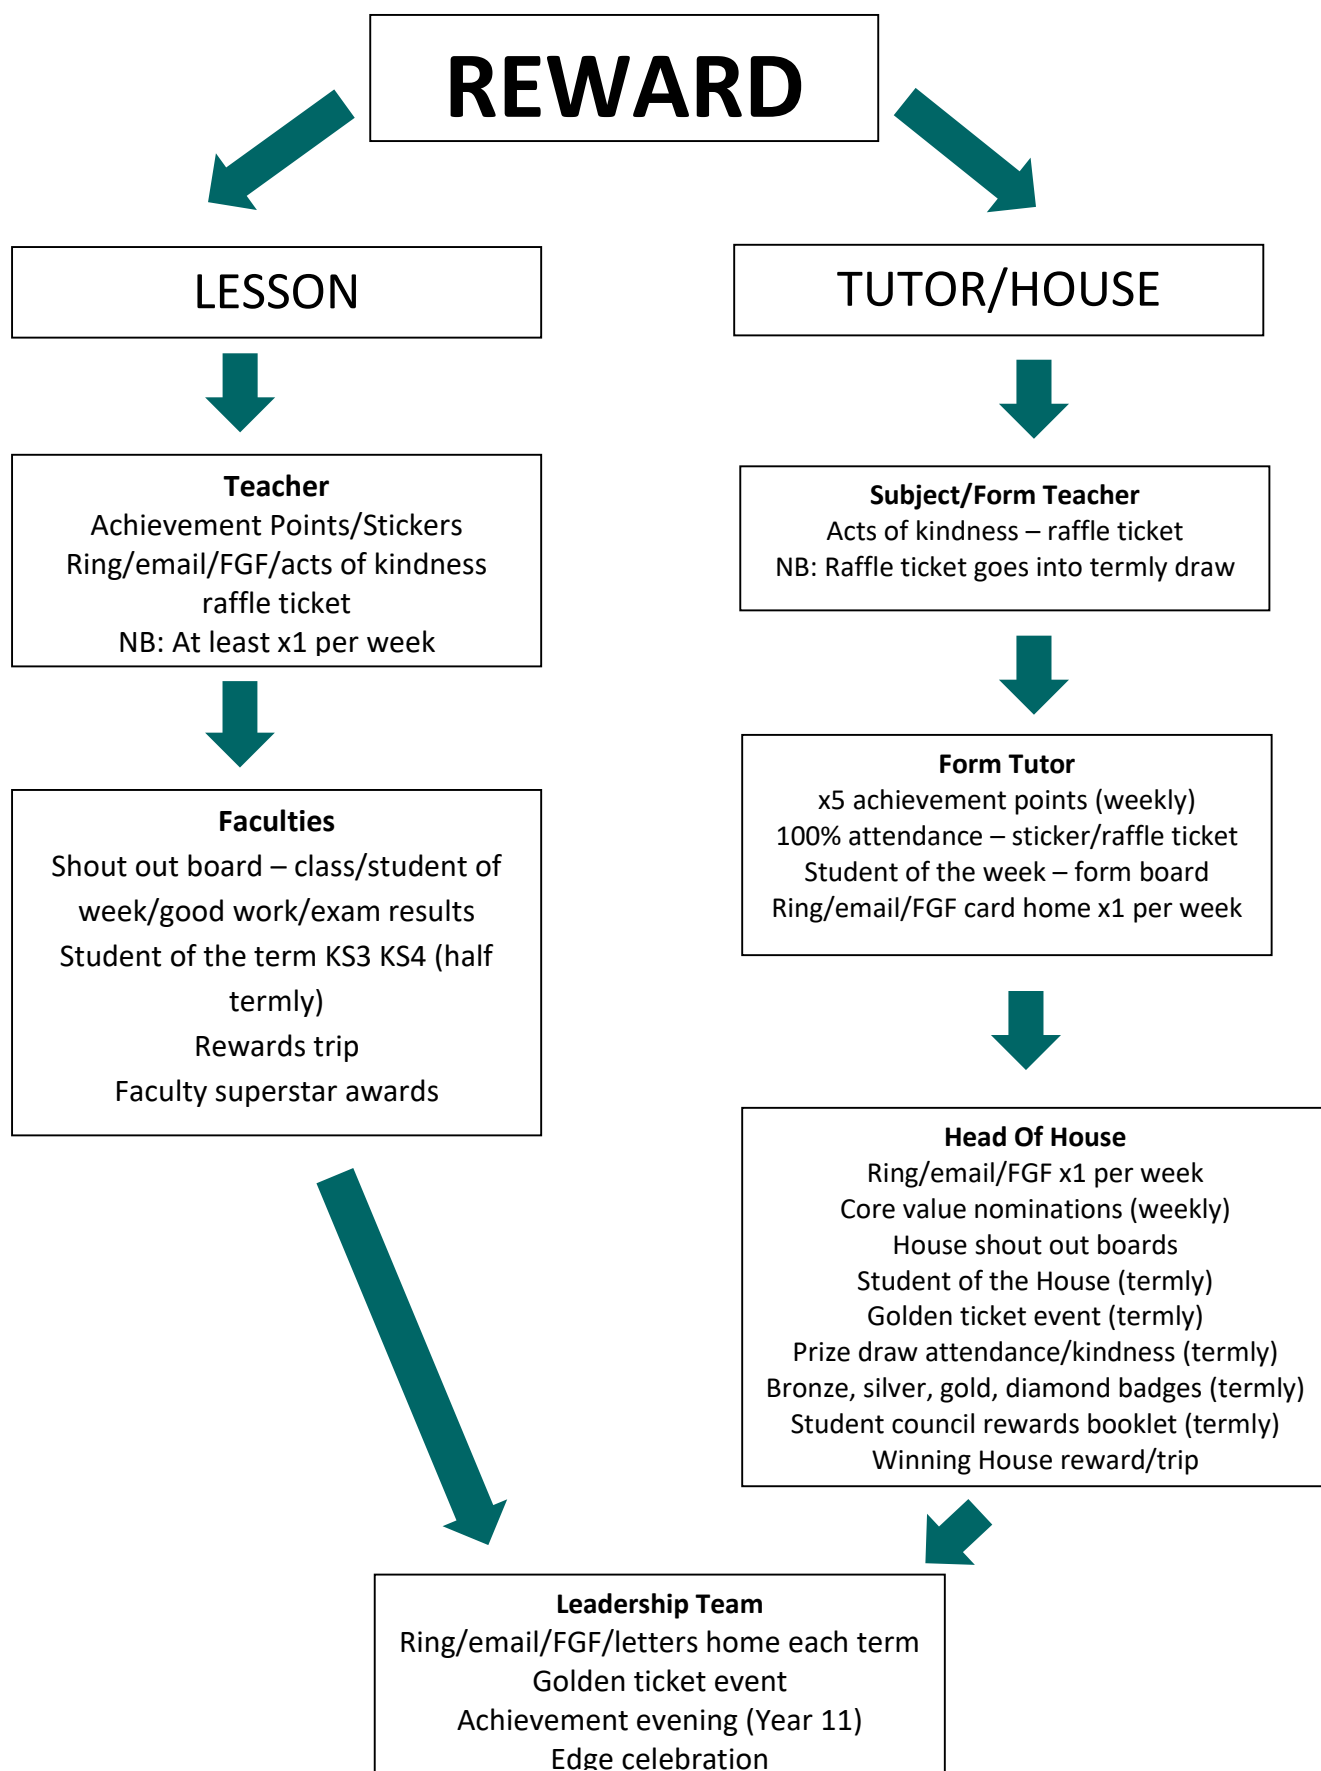 REWARD
LESSON
TUTOR/HOUSE
Teacher
Achievement Points/Stickers
Ring/email/FGF/acts of kindness
raffle ticket
NB: At least x1 per week
Subject/Form Teacher
Acts of kindness – raffle ticket
NB: Raffle ticket goes into termly draw
Faculties
Shout out board – class/student of
week/good work/exam results
Student of the term KS3 KS4 (half
termly)
Rewards trip
Faculty superstar awards
Form Tutor
x5 achievement points (weekly)
100% attendance – sticker/raffle ticket
Student of the week – form board
Ring/email/FGF card home x1 per week
Head Of House
Ring/email/FGF x1 per week
Core value nominations (weekly)
House shout out boards
Student of the House (termly)
Golden ticket event (termly)
Prize draw attendance/kindness (termly)
Bronze, silver, gold, diamond badges (termly)
Student council rewards booklet (termly)
Winning House reward/trip
Leadership Team
Ring/email/FGF/letters home each term
Golden ticket event
Achievement evening (Year 11)
Edge celebration